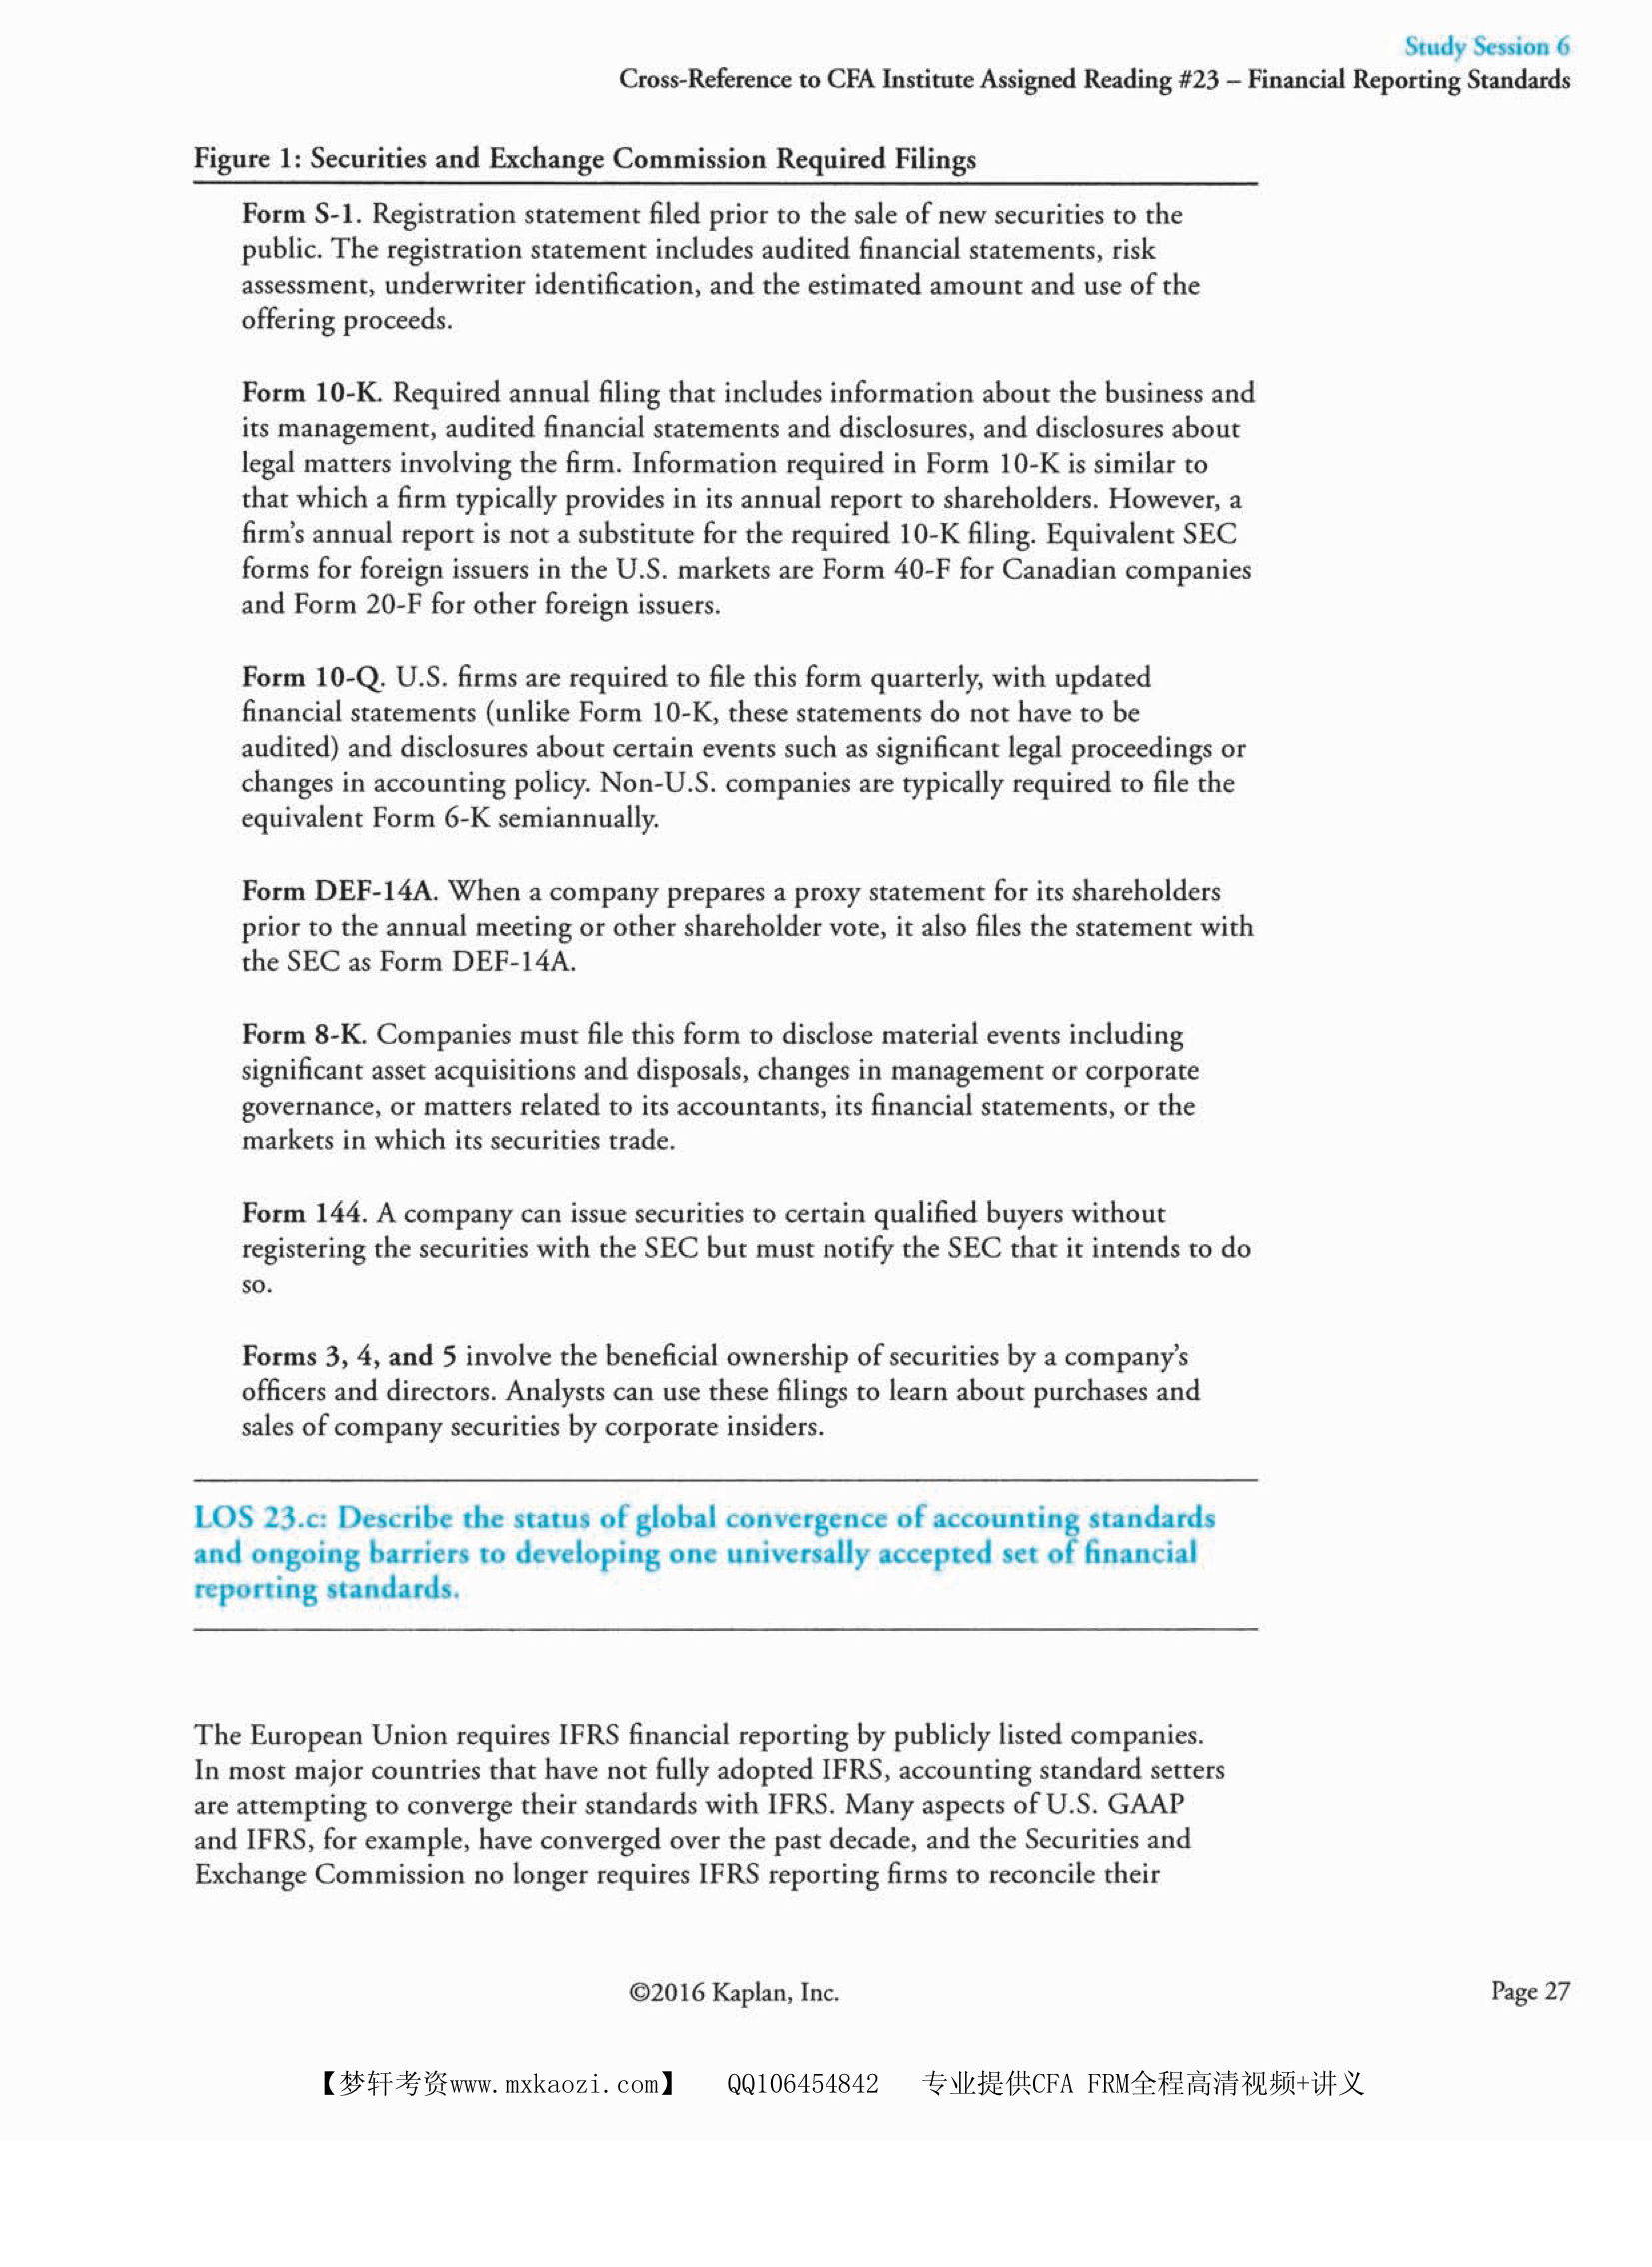 Study Session 6
Cross-Reference to CFA Institute Assigned Reading #23 – Financial Reporting Standards
Figure 1: Securities and Exchange Commission Required Filings
Form S-1. Registration statement filed prior to the sale of new securities to the
public. The registration statement includes audited financial statements, risk
assessment, underwriter identification, and the estimated amount and use of the
offering proceeds.
Form 10-K. Required annual filing that includes information about the business and
its management, audited financial statements and disclosures, and disclosures about
legal matters involving the firm. Information required in Form 10-K is similar to
that which a firm typically provides in its annual report to shareholders. However, a
firm's annual report is not a substitute for the required 10-K filing. Equivalent SEC
forms for foreign issuers in the U.S. markets are Form 40-F for Canadian companies
and Form 20-F for other foreign issuers.
Form 10-Q. U.S. firms are required to file this form quarterly, with updated
financial statements (unlike Form 10-K, these statements do not have to be
audited) and disclosures about certain events such as significant legal proceedings or
changes in accounting policy. Non-U.S. companies are typically required to file the
equivalent Form 6-K semiannually.
Form DEF-14A. When a company prepares a proxy statement for its shareholders
prior to the annual meeting or other shareholder vote, it also files the statement with
the SEC as Form DEF-14A.
Form 8-K. Companies must file this form to disclose material events including
significant asset acquisitions and disposals, changes in management or corporate
governance, or matters related to its accountants, its financial statements, or the
markets in which its securities trade.
Form 144. A company can issue securities to certain qualified buyers without
registering the securities with the SEC but must notify the SEC that it intends to do
so.
Forms 3, 4, and 5 involve the beneficial ownership of securities by a company's
officers and directors. Analysts can use these filings to learn about purchases and
sales of company securities by corporate insiders.
LOS 23.c: Describe the status of global convergence of accounting standards
and ongoing barriers to developing one universally accepted set of financial
reporting standards.
The European Union requires IFRS financial reporting by publicly listed companies.
In most major countries that have not fully adopted IFRS, accounting standard setters
are attempting to converge their standards with IFRS. Many aspects of U.S. GAAP
and IFRS, for example, have converged over the past decade, and the Securities and
Exchange Commission no longer requires IFRS reporting firms to reconcile their
©2016 Kaplan, Inc.
Page 27
【梦轩考资www.mxkaozi.com】 QQ106454842 专业提供CFA FRM全程高清视频+讲义